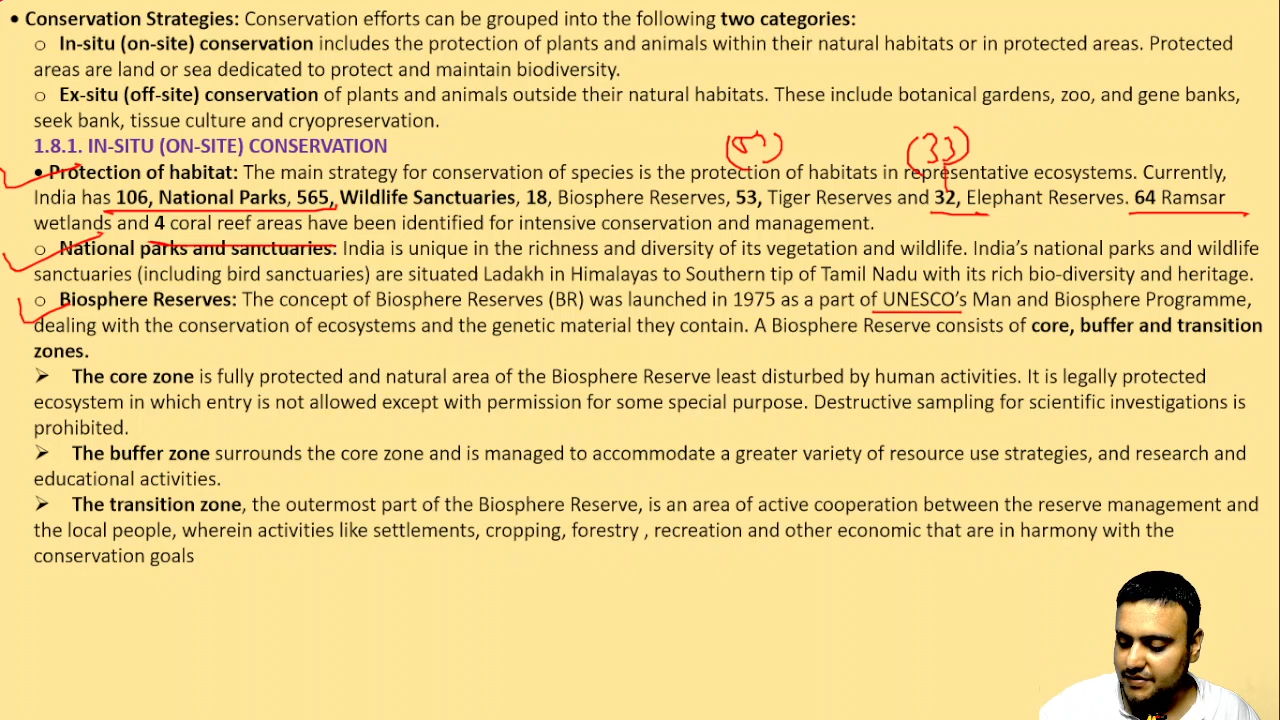 • Conservation Strategies: Conservation efforts can be grouped into the following two categories:
o In-situ (on-site) conservation includes the protection of plants and animals within their natural habitats or in protected areas. Protected
areas are land or sea dedicated to protect and maintain biodiversity.
o Ex-situ (off-site) conservation of plants and animals outside their natural habitats. These include botanical gardens, zoo, and gene banks,
seek bank, tissue culture and cryopreservation.
1.8.1. IN-SITU (ON-SITE) CONSERVATION
(33)
• Protection of habitat: The main strategy for conservation of species is the protection of habitats in representative ecosystems. Currently,
India has 106, National Parks, 565, Wildlife Sanctuaries, 18, Biosphere Reserves, 53, Tiger Reserves and 32, Elephant Reserves. 64 Ramsar
wetlands and 4 coral reef areas have been identified for intensive conservation and management.
o National parks and sanctuaries: India is unique in the richness and diversity of its vegetation and wildlife. India’s national parks and wildlife
sanctuaries (including bird sanctuaries) are situated Ladakh in Himalayas to Southern tip of Tamil Nadu with its rich bio-diversity and heritage.
o Biosphere Reserves: The concept of Biosphere Reserves (BR) was launched in 1975 as a part of UNESCO’s Man and Biosphere Programme,
dealing with the conservation of ecosystems and the genetic material they contain. A Biosphere Reserve consists of core, buffer and transition
zones.
➢ The core zone is fully protected and natural area of the Biosphere Reserve least disturbed by human activities. It is legally protected
ecosystem in which entry is not allowed except with permission for some special purpose. Destructive sampling for scientific investigations is
prohibited.
➢ The buffer zone surrounds the core zone and is managed to accommodate a greater variety of resource use strategies, and research and
educational activities.
➢ The transition zone, the outermost part of the Biosphere Reserve, is an area of active cooperation between the reserve management and
the local people, wherein activities like settlements, cropping, forestry , recreation and other economic that are in harmony with the
conservation goals